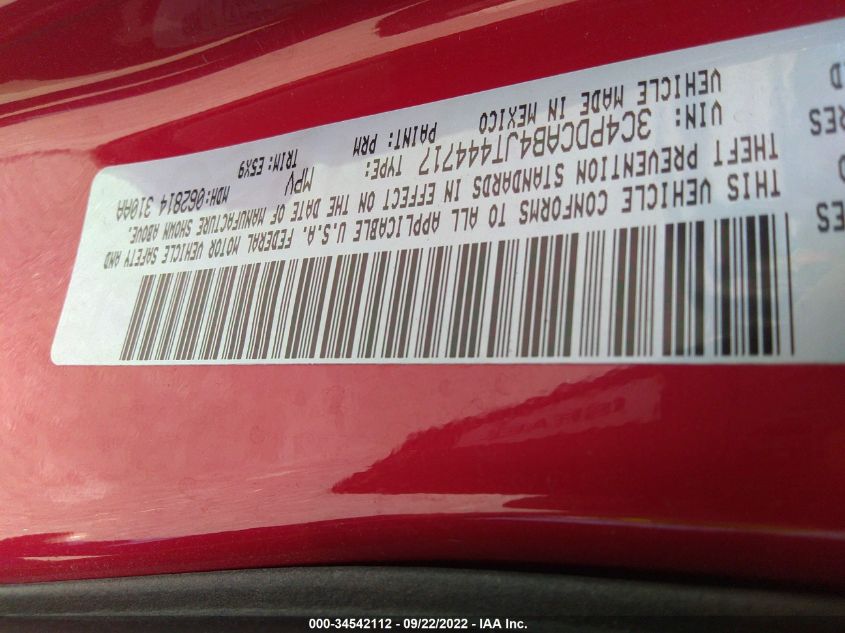 THIS VEHICLE CONFORMS TO ALL APPLICABLE U.S.A. FEDERAL MOTOR VEHICLE SAFETY AND
THEFT PREVENTION STANDARDS IN EFFECT ON THE DATE OF MANUFACTURE SHOWN ABOVE.
VIN: 3C4PDCAB4JT444717 TYPE: MPV MDH:062814 310AA
VEHICLE MADE IN MEXICO PAINT: PRM TRIM: E5X9
000-34542112 - 09/22/2022 - IAA Inc.